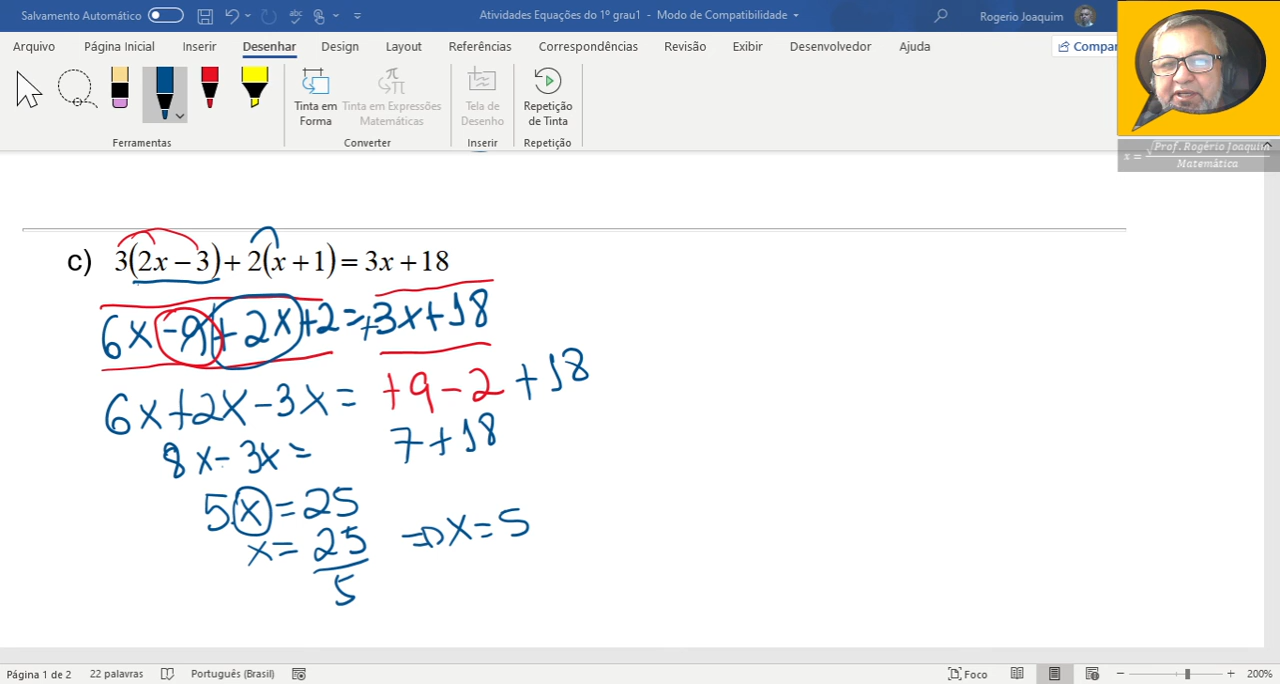 Salvamento Automático
Atividades Equações do 1º grau1 - Modo de Compatibilidade
Rogerio Joaquim
Arquivo Página Inicial Inserir Desenhar Design Layout Referências Correspondências Revisão Exibir Desenvolvedor Ajuda Compar
Tinta em Forma
Tinta em Expressões Matemáticas
Tela de Desenho
Repetição de Tinta
Ferramentas Converter Inserir Repetição
x = √Prof. Rogério Joaquim / Matemática
c) 3(2x − 3) + 2(x + 1) = 3x + 18
6x -9 + 2x + 2 = +3x + 18
6x + 2x - 3x = +9 - 2 + 18
8x - 3x = 7 + 18
5.x = 25
x = 25/5 ⇒ x = 5
Página 1 de 2 22 palavras Português (Brasil) Foco 200%